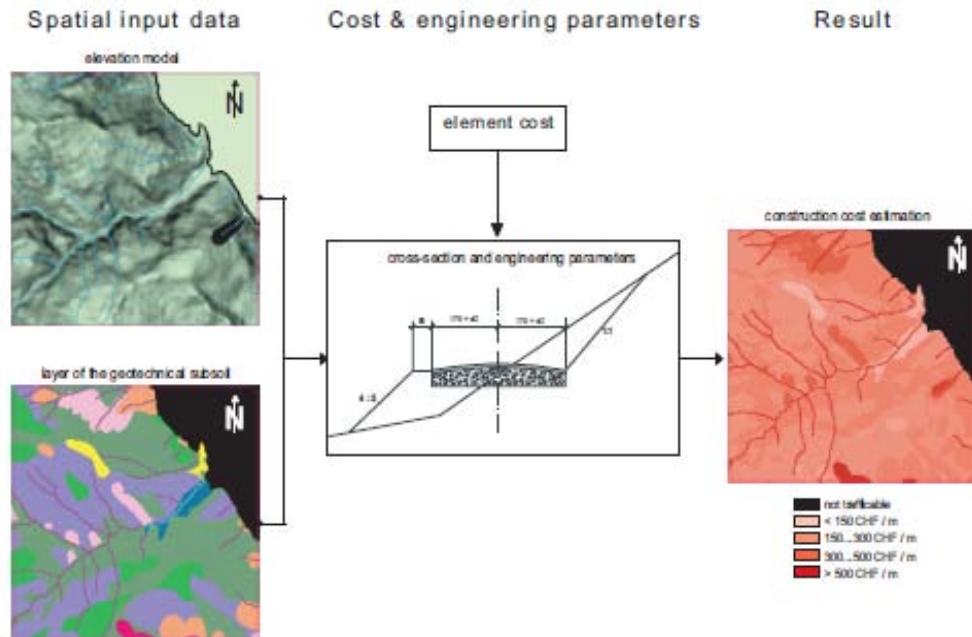 Spatial input data
Cost & engineering parameters
Result
elevation model
N
element cost
construction cost estimation
N
cross-section and engineering parameters
layer of the geotechnical subsoil
N
not trafficable
< 150 CHF / m
150...300 CHF / m
300...500 CHF / m
> 500 CHF / m